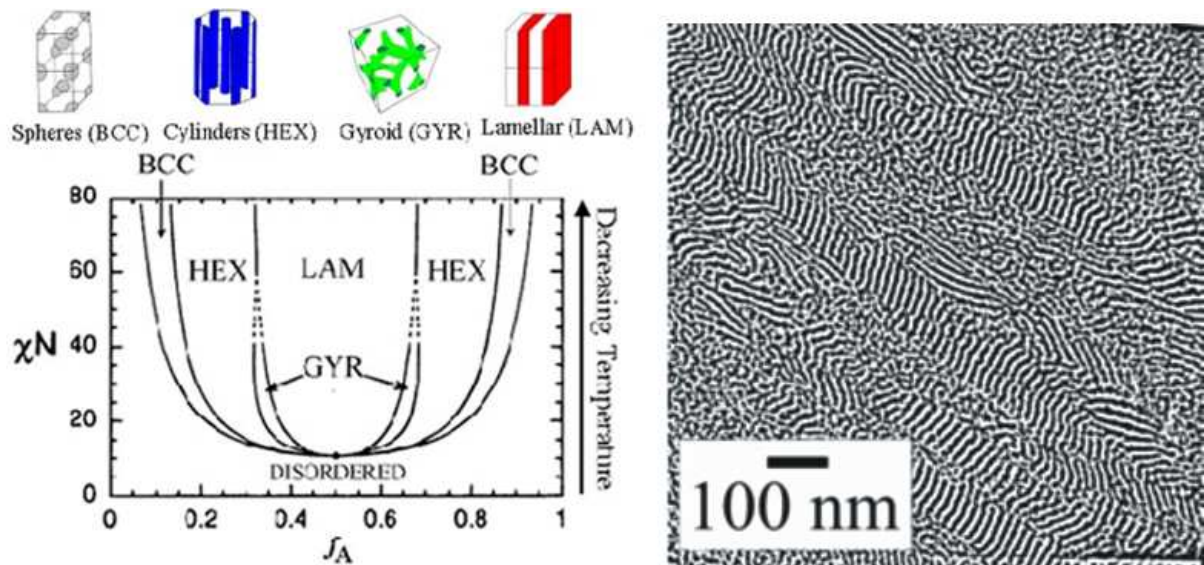 Spheres (BCC) Cylinders (HEX) Gyroid (GYR) Lamellar (LAM)
BCC BCC
80
60
40
20
0
χN
HEX LAM HEX
GYR
DISORDERED
0 0.2 0.4 0.6 0.8 1
fA
Decreasing Temperature
100 nm